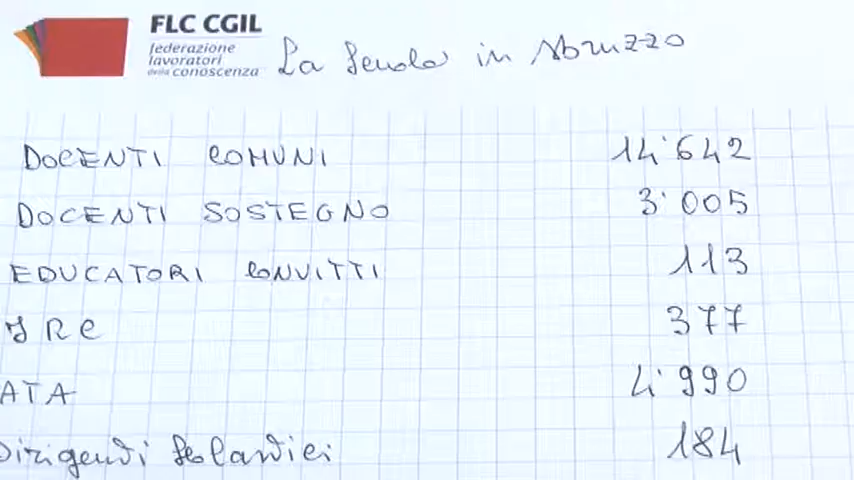 FLC CGIL
federazione
lavoratori
della conoscenza
La Scuola in Abruzzo
DOCENTI COMUNI 14'642
DOCENTI SOSTEGNO 3'005
EDUCATORI CONVITTI 113
IRC 377
ATA 4'990
Dirigenti Scolastici 184